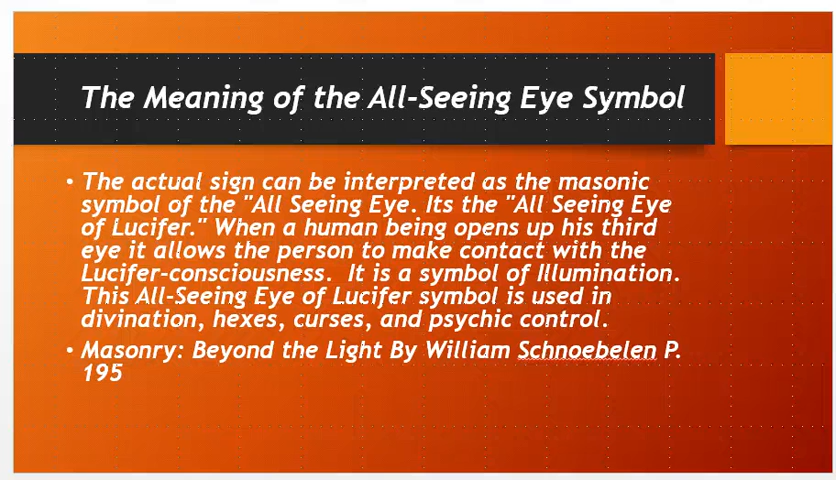 The Meaning of the All-Seeing Eye Symbol
• The actual sign can be interpreted as the masonic
symbol of the "All Seeing Eye. Its the "All Seeing Eye
of Lucifer." When a human being opens up his third
eye it allows the person to make contact with the
Lucifer-consciousness.  It is a symbol of Illumination.
This All-Seeing Eye of Lucifer symbol is used in
divination, hexes, curses, and psychic control.
• Masonry: Beyond the Light By William Schnoebelen P.
195